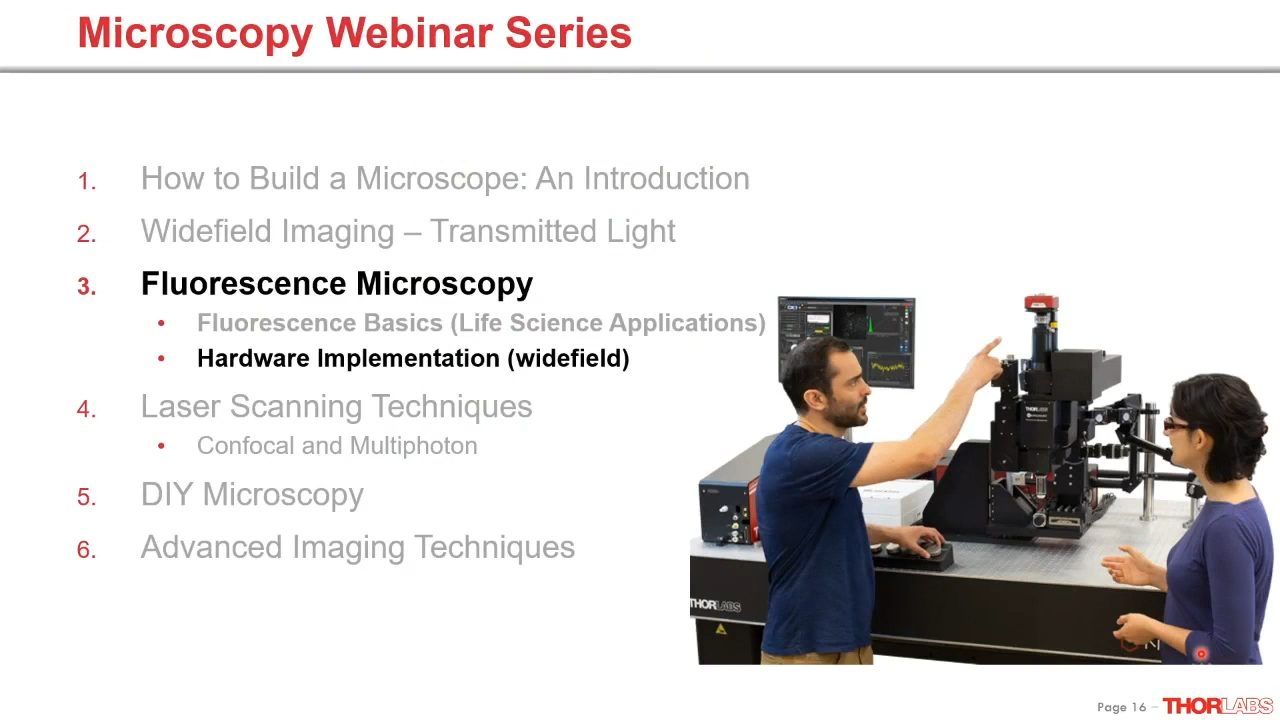 Microscopy Webinar Series
1. How to Build a Microscope: An Introduction
2. Widefield Imaging – Transmitted Light
3. Fluorescence Microscopy
• Fluorescence Basics (Life Science Applications)
• Hardware Implementation (widefield)
4. Laser Scanning Techniques
• Confocal and Multiphoton
5. DIY Microscopy
6. Advanced Imaging Techniques
THORLABS
THORLABS
Page 16 – THORLABS